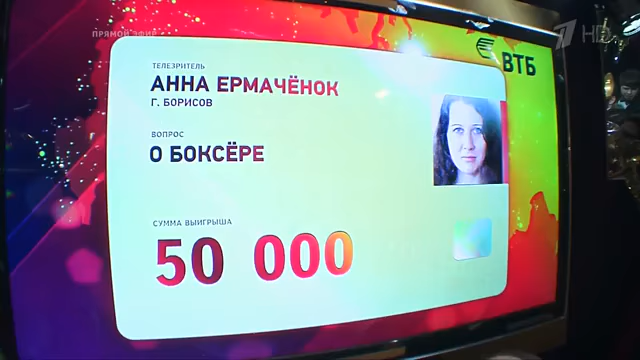 ПРЯМОЙ ЭФИР
HD
ВТБ
ТЕЛЕЗРИТЕЛЬ
АННА ЕРМАЧЁНОК
Г. БОРИСОВ
ВОПРОС
О БОКСЁРЕ
СУММА ВЫИГРЫША
50 000